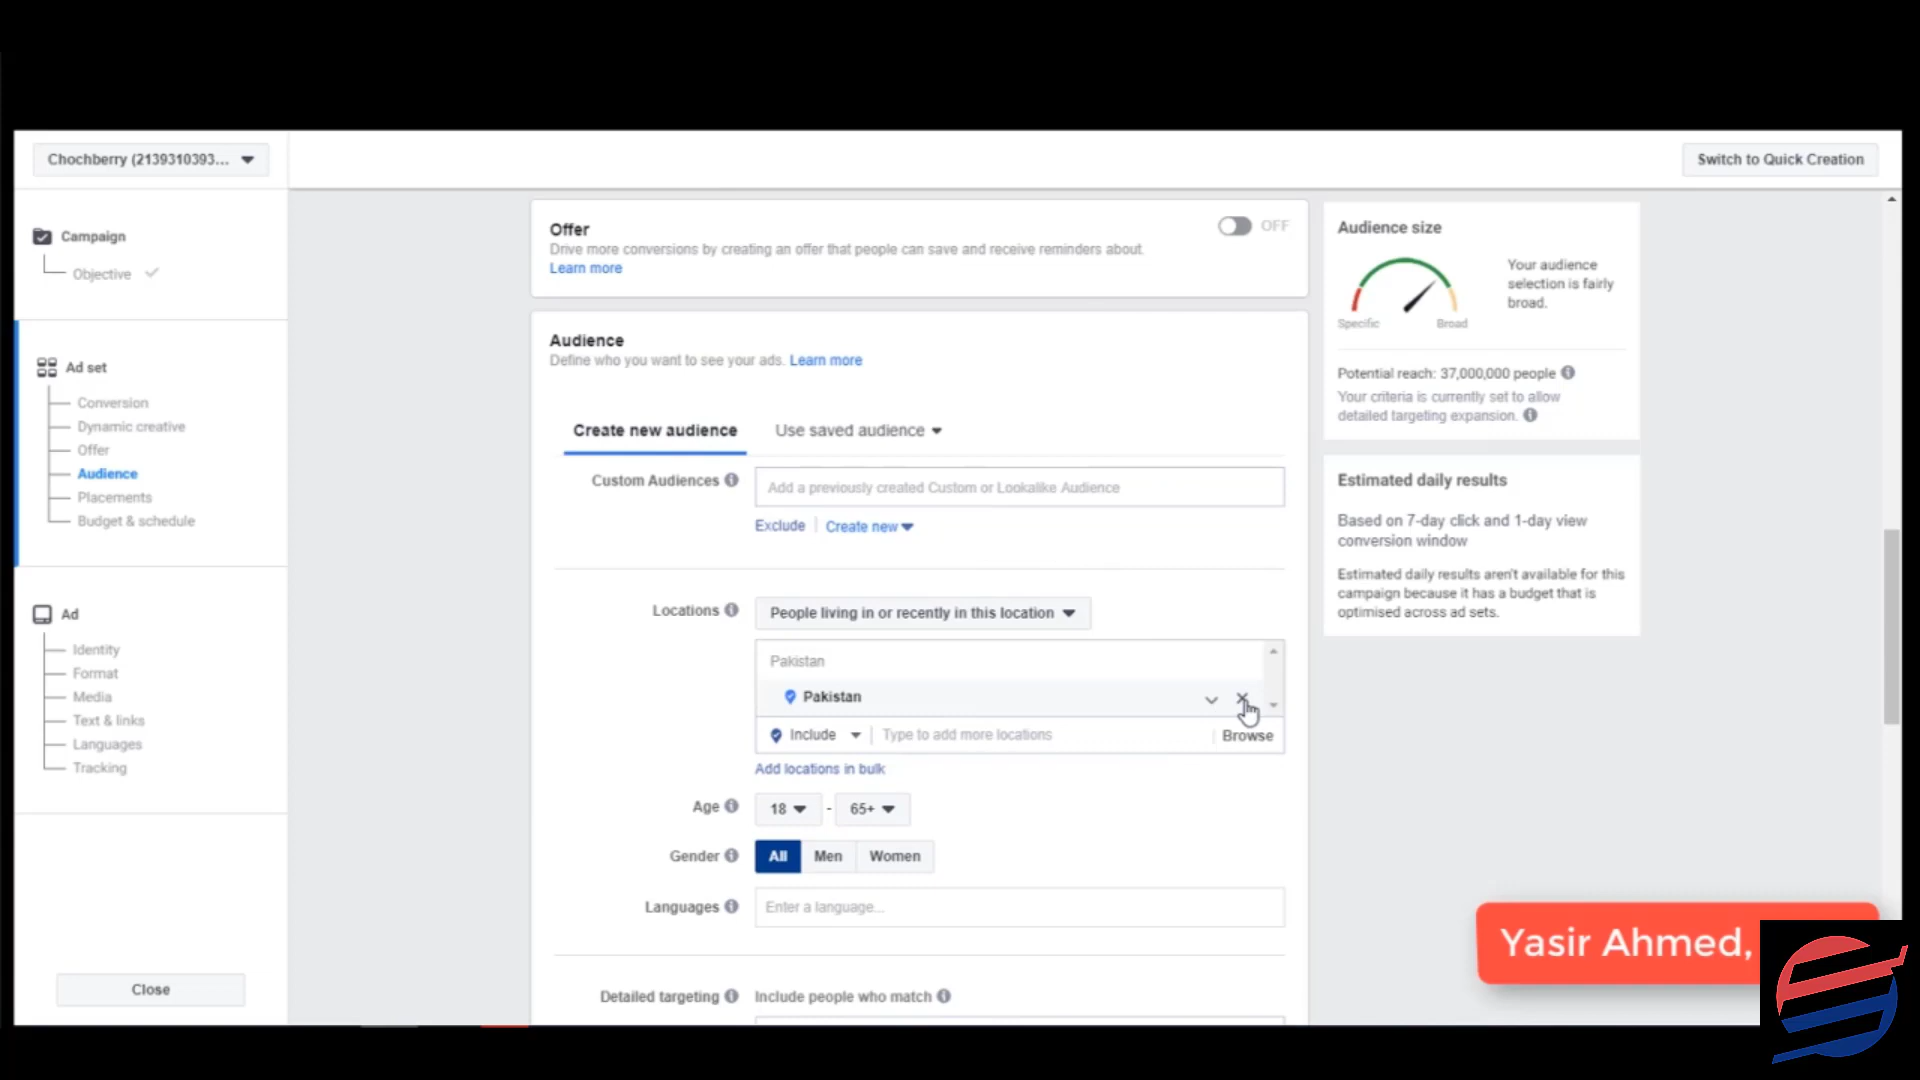 Chochberry (2139310393...
Switch to Quick Creation
Campaign
Objective
Ad set
Conversion
Dynamic creative
Offer
Audience
Placements
Budget & schedule
Ad
Identity
Format
Media
Text & links
Languages
Tracking
Close
Offer
OFF
Drive more conversions by creating an offer that people can save and receive reminders about.
Learn more
Audience
Define who you want to see your ads. Learn more
Create new audience
Use saved audience
Custom Audiences
Add a previously created Custom or Lookalike Audience
Exclude
Create new
Locations
People living in or recently in this location
Pakistan
Pakistan
Include
Type to add more locations
Browse
Add locations in bulk
Age
18 - 65+
Gender
All
Men
Women
Languages
Enter a language...
Detailed targeting
Include people who match
Audience size
Your audience
selection is fairly
broad.
Specific
Broad
Potential reach: 37,000,000 people
Your criteria is currently set to allow
detailed targeting expansion.
Estimated daily results
Based on 7-day click and 1-day view
conversion window
Estimated daily results aren't available for this
campaign because it has a budget that is
optimised across ad sets.
Yasir Ahmed,